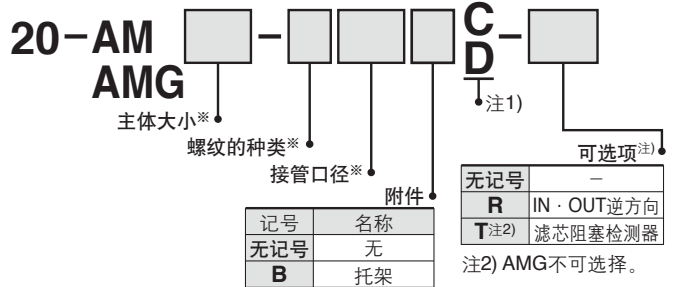 20-AM □-□□□ C-□
AMG D
注1)
主体大小※
螺纹的种类※
接管口径※
附件
记号 名称
无记号 无
B 托架
可选项注)
无记号 －
R IN · OUT逆方向
T注2) 滤芯阻塞检测器
注2) AMG不可选择。